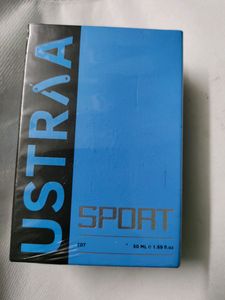 USTRAA
SPORT
EDT
50 ML ℮ 1.69 fl.oz